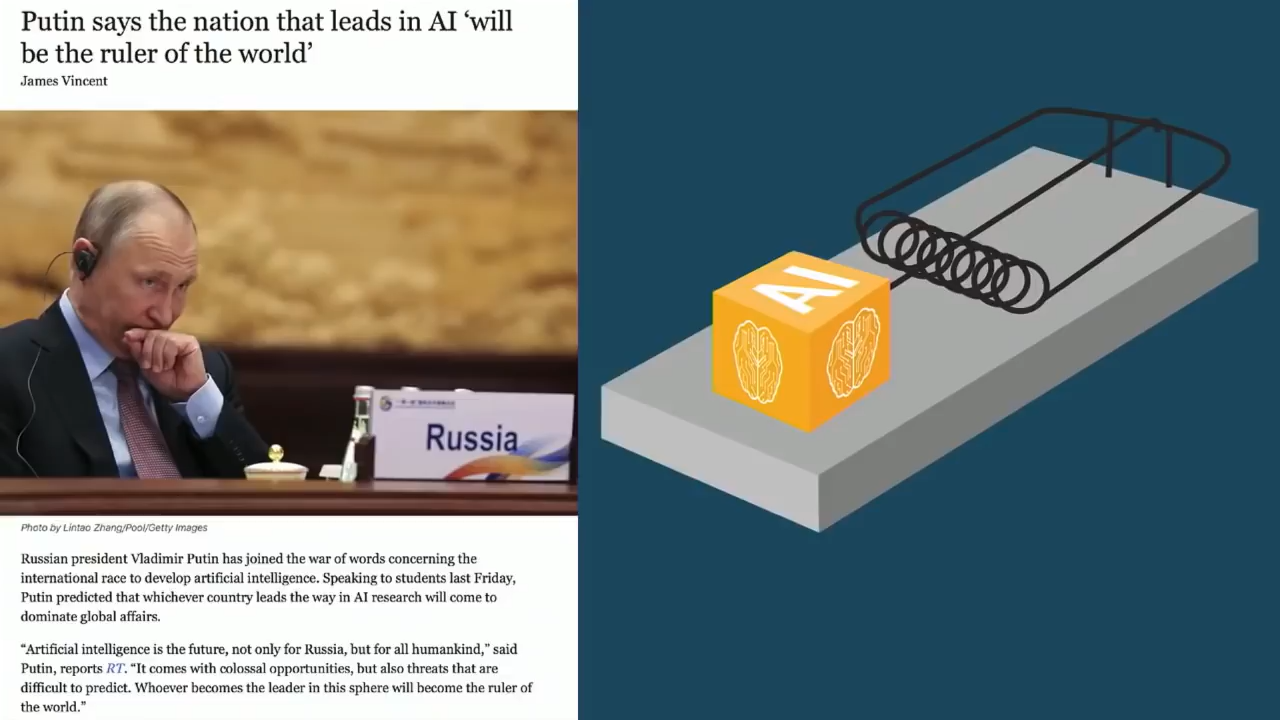 Putin says the nation that leads in AI ‘will
be the ruler of the world’
James Vincent
Russia
Photo by Lintao Zhang/Pool/Getty Images
Russian president Vladimir Putin has joined the war of words concerning the
international race to develop artificial intelligence. Speaking to students last Friday,
Putin predicted that whichever country leads the way in AI research will come to
dominate global affairs.
“Artificial intelligence is the future, not only for Russia, but for all humankind,” said
Putin, reports RT. “It comes with colossal opportunities, but also threats that are
difficult to predict. Whoever becomes the leader in this sphere will become the ruler of
the world.”
AI